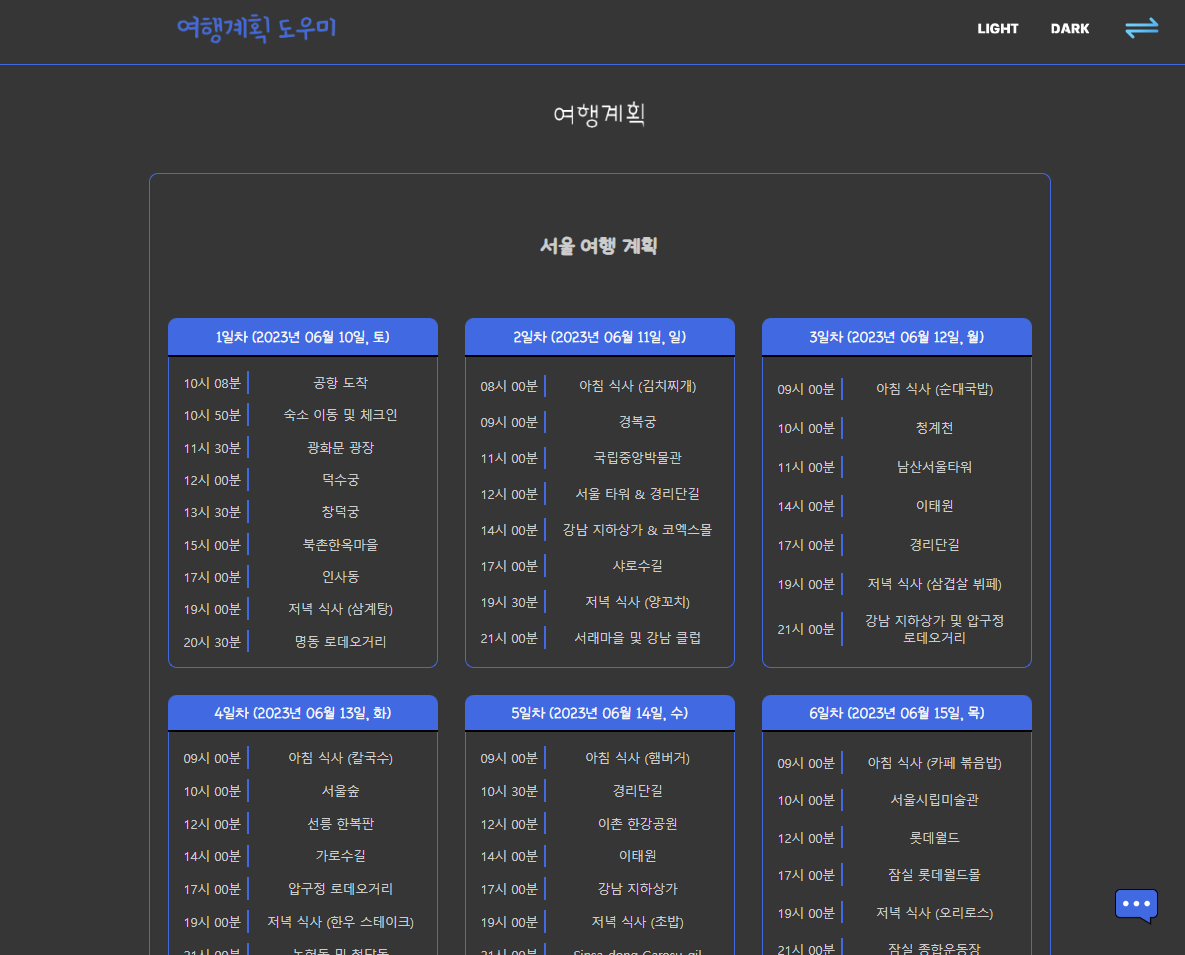 여행계획 도우미
LIGHT DARK
여행계획
서울 여행 계획
1일차 (2023년 06월 10일, 토)
10시 08분 공항 도착
10시 50분 숙소 이동 및 체크인
11시 30분 광화문 광장
12시 00분 덕수궁
13시 30분 창덕궁
15시 00분 북촌한옥마을
17시 00분 인사동
19시 00분 저녁 식사 (삼계탕)
20시 30분 명동 로데오거리
2일차 (2023년 06월 11일, 일)
08시 00분 아침 식사 (김치찌개)
09시 00분 경복궁
11시 00분 국립중앙박물관
12시 00분 서울 타워 & 경리단길
14시 00분 강남 지하상가 & 코엑스몰
17시 00분 샤로수길
19시 30분 저녁 식사 (양꼬치)
21시 00분 서래마을 및 강남 클럽
3일차 (2023년 06월 12일, 월)
09시 00분 아침 식사 (순대국밥)
10시 00분 청계천
11시 00분 남산서울타워
14시 00분 이태원
17시 00분 경리단길
19시 00분 저녁 식사 (삼겹살 뷔페)
21시 00분 강남 지하상가 및 압구정
로데오거리
4일차 (2023년 06월 13일, 화)
09시 00분 아침 식사 (칼국수)
10시 00분 서울숲
12시 00분 선릉 한복판
14시 00분 가로수길
17시 00분 압구정 로데오거리
19시 00분 저녁 식사 (한우 스테이크)
21시 00분 논현동 및 청담동
5일차 (2023년 06월 14일, 수)
09시 00분 아침 식사 (햄버거)
10시 30분 경리단길
12시 00분 이촌 한강공원
14시 00분 이태원
17시 00분 강남 지하상가
19시 00분 저녁 식사 (초밥)
21시 00분 Sinsa-dong Garosu-gil
6일차 (2023년 06월 15일, 목)
09시 00분 아침 식사 (카페 볶음밥)
10시 00분 서울시립미술관
12시 00분 롯데월드
17시 00분 잠실 롯데월드몰
19시 00분 저녁 식사 (오리로스)
21시 00분 잠실 종합운동장